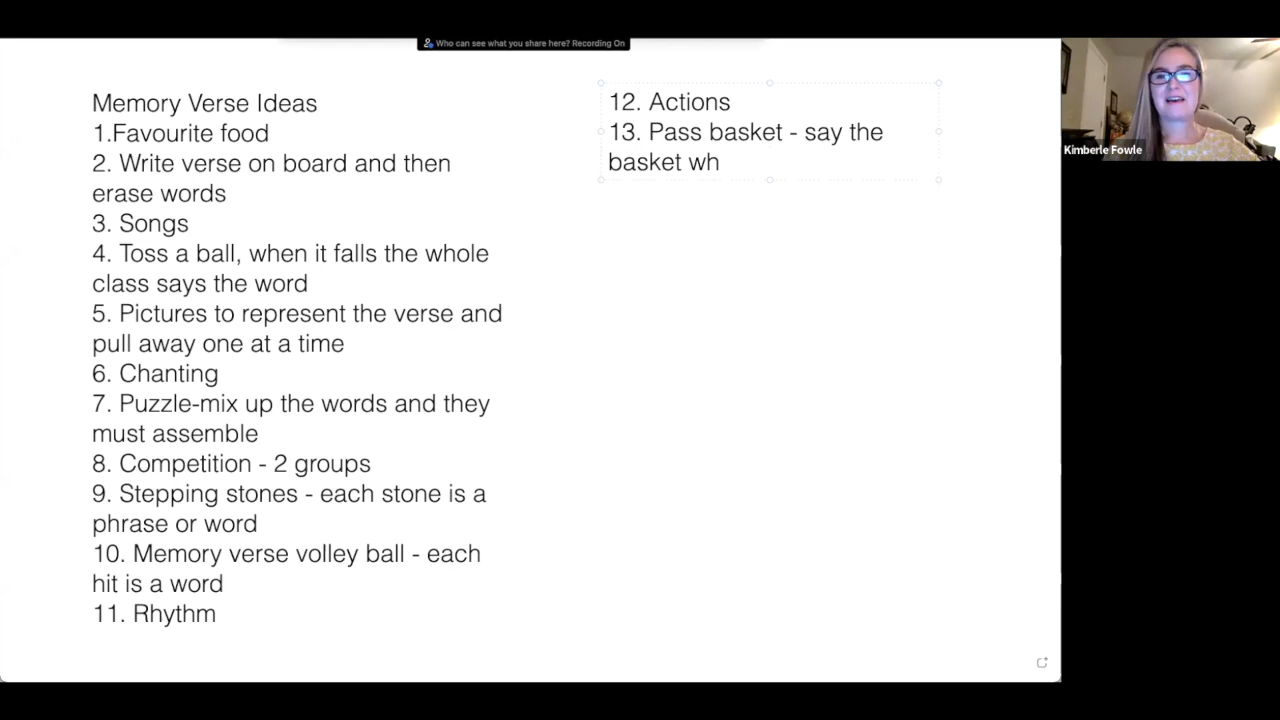 Who can see what you share here? Recording On
Memory Verse Ideas
1.Favourite food
2. Write verse on board and then
erase words
3. Songs
4. Toss a ball, when it falls the whole
class says the word
5. Pictures to represent the verse and
pull away one at a time
6. Chanting
7. Puzzle-mix up the words and they
must assemble
8. Competition - 2 groups
9. Stepping stones - each stone is a
phrase or word
10. Memory verse volley ball - each
hit is a word
11. Rhythm
12. Actions
13. Pass basket - say the
basket wh
Kimberle Fowle